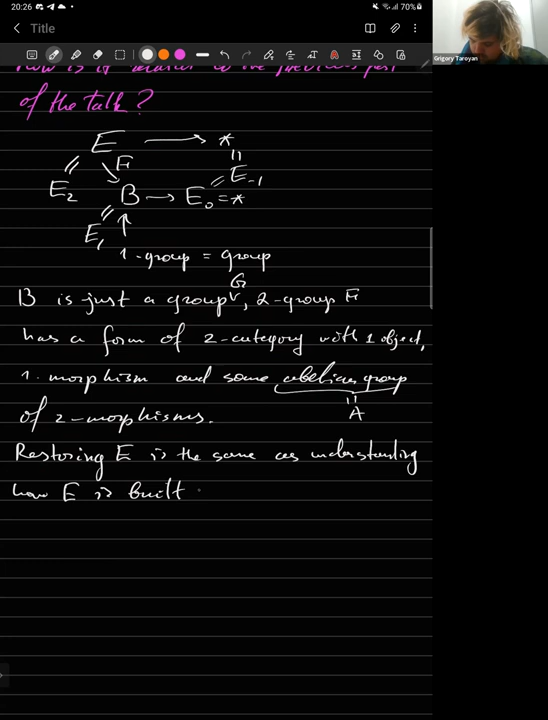 20:26
70%
Title
Grigory Taroyan
of the talk?
E → *
F =
E₂ = B → E₀ = * = E₋₁
E₁
1-group = group
G
B is just a group, 2-group F
has a form of 2-category with 1 object,
1-morphism and some abelian group
A
of 2-morphisms.
Restoring E is the same as understanding
how E is built